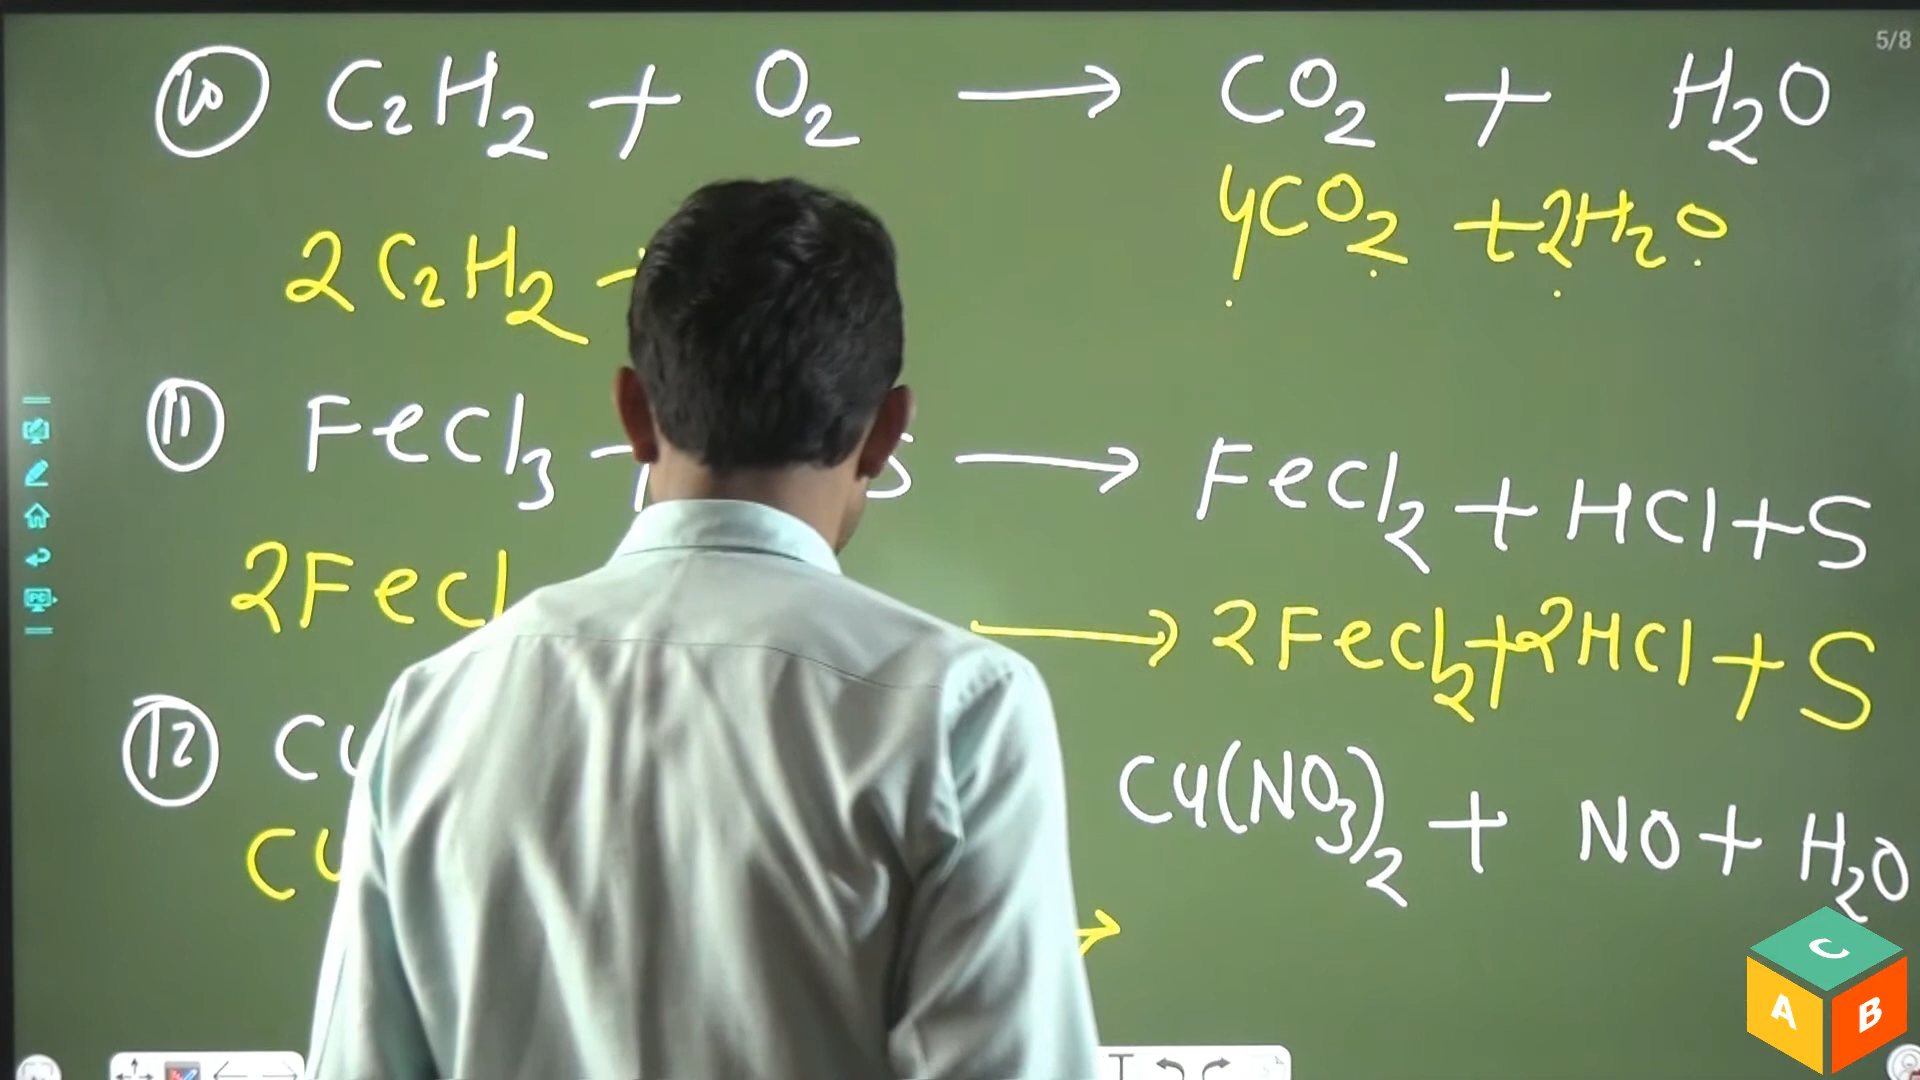 5/8
10 C2H2 + O2 → CO2 + H2O
2C2H2 4CO2 + 2H2O
11 FeCl3 S → FeCl2 + HCl + S
2FeCl → 2FeCl2 + 2HCl + S
12 Cu Cu(NO3)2 + NO + H2O
Cu →
C
A B